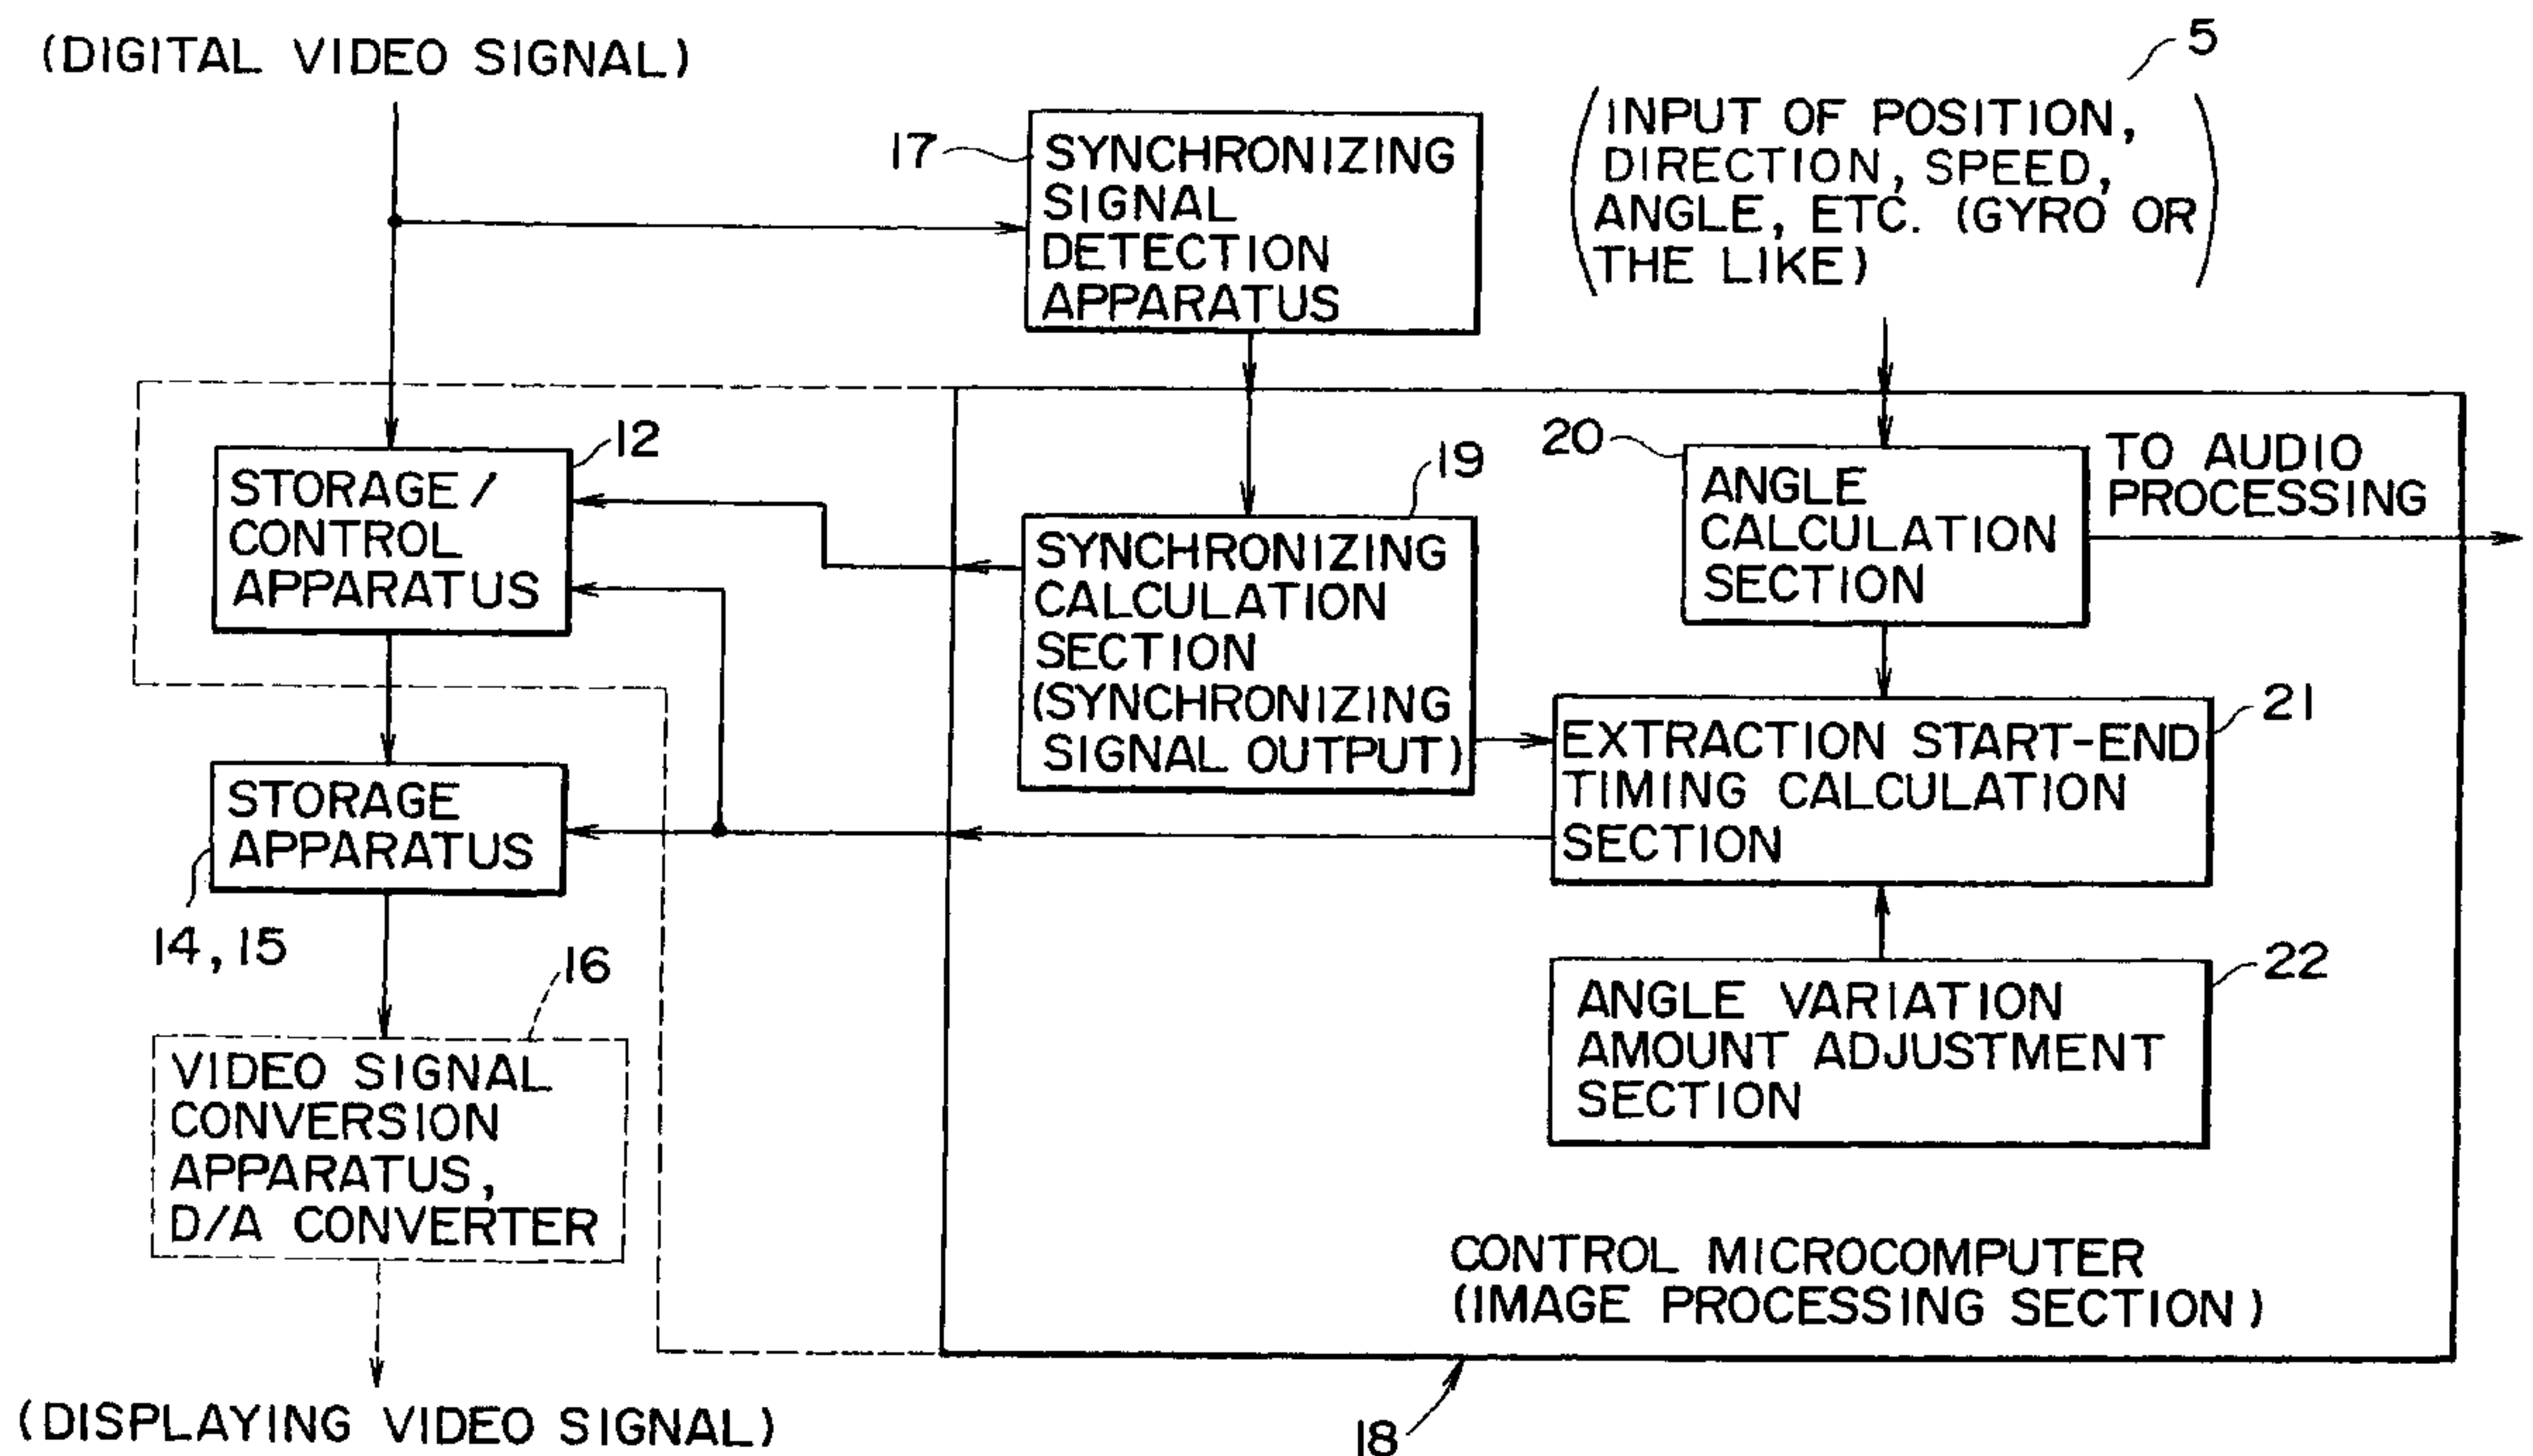 (DIGITAL VIDEO SIGNAL)
5
17
SYNCHRONIZING
SIGNAL
DETECTION
APPARATUS
(INPUT OF POSITION,
DIRECTION, SPEED,
ANGLE, ETC. (GYRO OR
THE LIKE))
12
STORAGE/
CONTROL
APPARATUS
19
SYNCHRONIZING
CALCULATION
SECTION
(SYNCHRONIZING
SIGNAL OUTPUT)
20
ANGLE
CALCULATION
SECTION
TO AUDIO
PROCESSING
21
EXTRACTION START-END
TIMING CALCULATION
SECTION
STORAGE
APPARATUS
14, 15
16
VIDEO SIGNAL
CONVERSION
APPARATUS,
D/A CONVERTER
22
ANGLE VARIATION
AMOUNT ADJUSTMENT
SECTION
CONTROL MICROCOMPUTER
(IMAGE PROCESSING SECTION)
18
(DISPLAYING VIDEO SIGNAL)